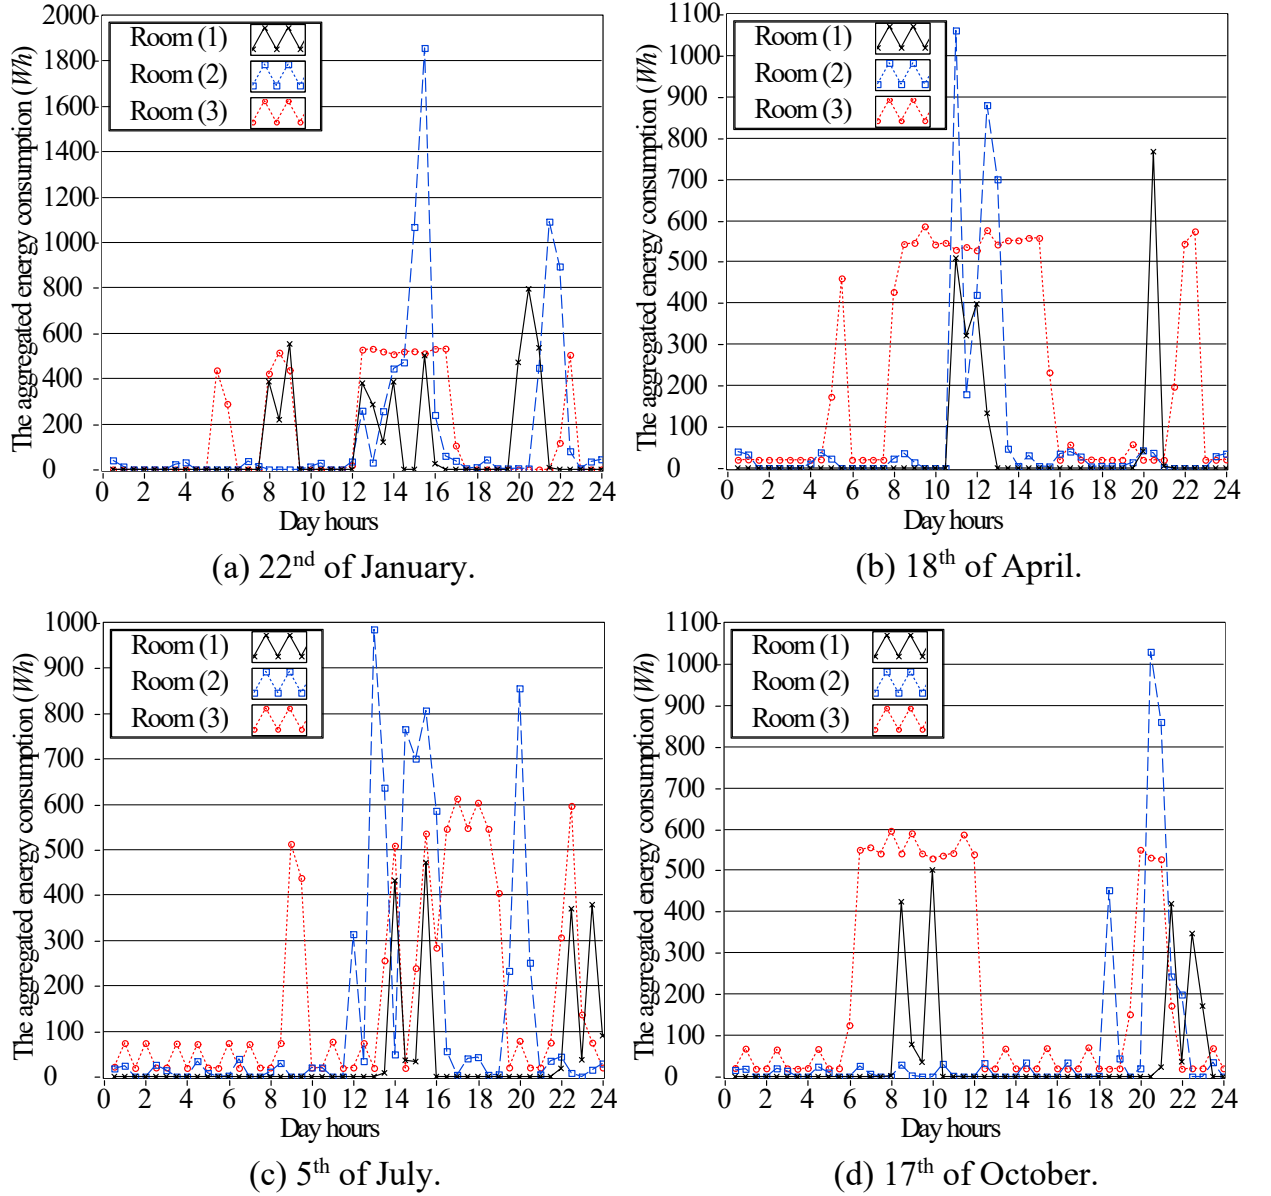 The aggregated energy consumption (Wh)
2000
1800
1600
1400
1200
1000
800
600
400
200
0
Room (1)
Room (2)
Room (3)
0 2 4 6 8 10 12 14 16 18 20 22 24
Day hours
(a) 22nd of January.
The aggregated energy consumption (Wh)
1100
1000
900
800
700
600
500
400
300
200
100
0
Room (1)
Room (2)
Room (3)
0 2 4 6 8 10 12 14 16 18 20 22 24
Day hours
(b) 18th of April.
The aggregated energy consumption (Wh)
1000
900
800
700
600
500
400
300
200
100
0
Room (1)
Room (2)
Room (3)
0 2 4 6 8 10 12 14 16 18 20 22 24
Day hours
(c) 5th of July.
The aggregated energy consumption (Wh)
1100
1000
900
800
700
600
500
400
300
200
100
0
Room (1)
Room (2)
Room (3)
0 2 4 6 8 10 12 14 16 18 20 22 24
Day hours
(d) 17th of October.